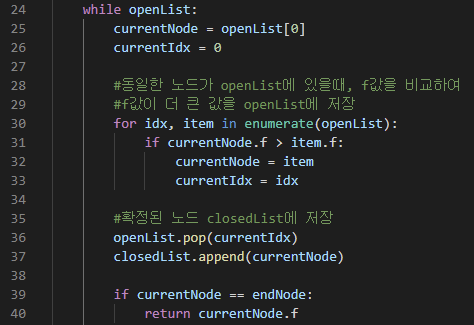 24 while openList:
25 currentNode = openList[0]
26 currentIdx = 0
27
28 #동일한 노드가 openList에 있을때, f값을 비교하여
29 #f값이 더 큰 값을 openList에 저장
30 for idx, item in enumerate(openList):
31 if currentNode.f > item.f:
32 currentNode = item
33 currentIdx = idx
34
35 #확정된 노드 closedList에 저장
36 openList.pop(currentIdx)
37 closedList.append(currentNode)
38
39 if currentNode == endNode:
40 return currentNode.f